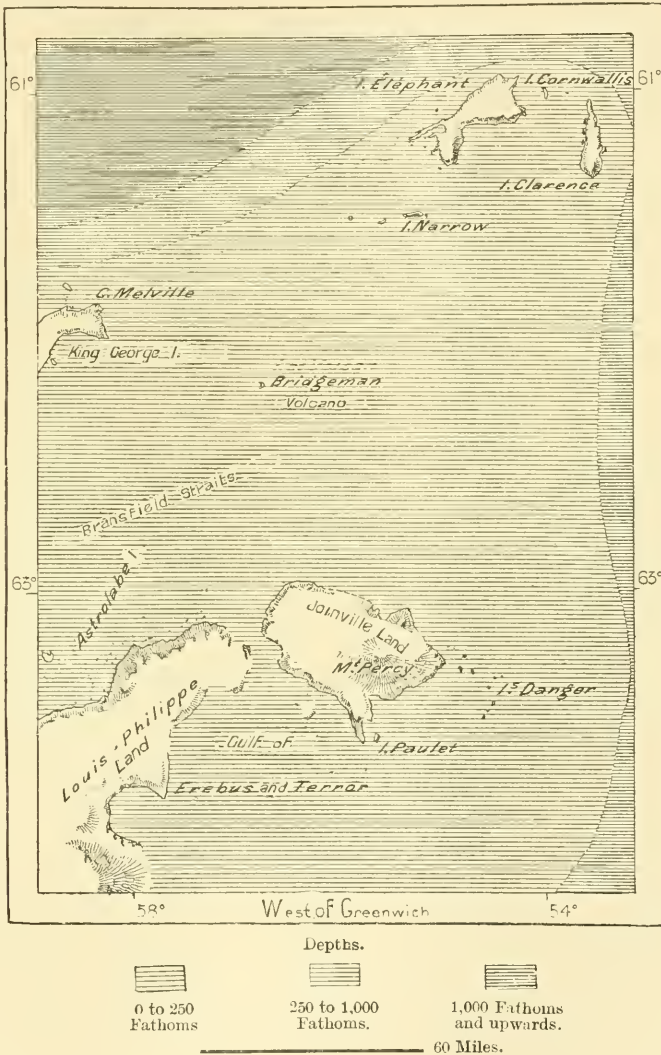 61°
61°
I. Éléphant
I. Cornwallis
I. Clarence
I. Narrow
C. Melville
King George I.
Bridgeman
Volcano
Bransfield Straits
63°
63°
Astrolabe I.
Joinville Land
Mt. Percy
Is Danger
Louis-Philippe
Land
Gulf of
I. Paulet
Erebus and Terror
58°
West of Greenwich
54°
Depths.
0 to 250
Fathoms
250 to 1,000
Fathoms.
1,000 Fathoms
and upwards.
60 Miles.